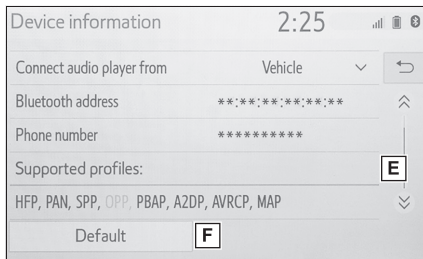 Device information 2:25
Connect audio player from Vehicle
Bluetooth address **:**:**:**:**:**
Phone number **********
Supported profiles:
E
HFP, PAN, SPP, OPP, PBAP, A2DP, AVRCP, MAP
Default F